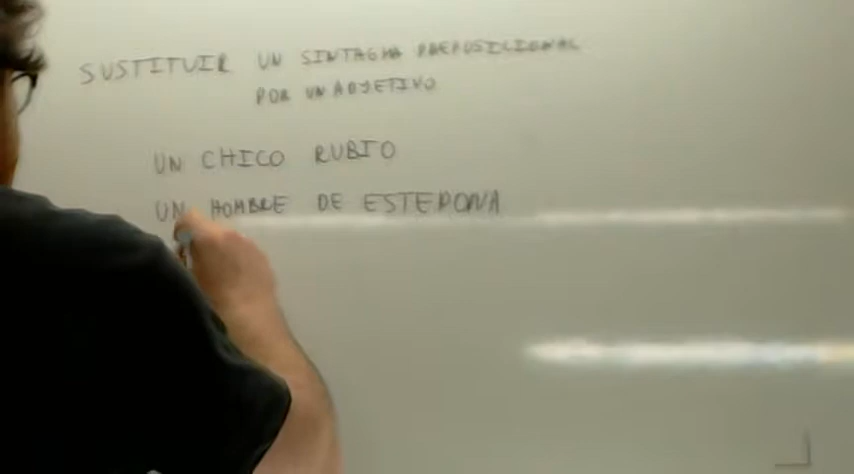 SUSTITUIR UN SINTAGMA PREPOSICIONAL
POR UN ADJETIVO
UN CHICO RUBIO
UN HOMBRE DE ESTEPONA